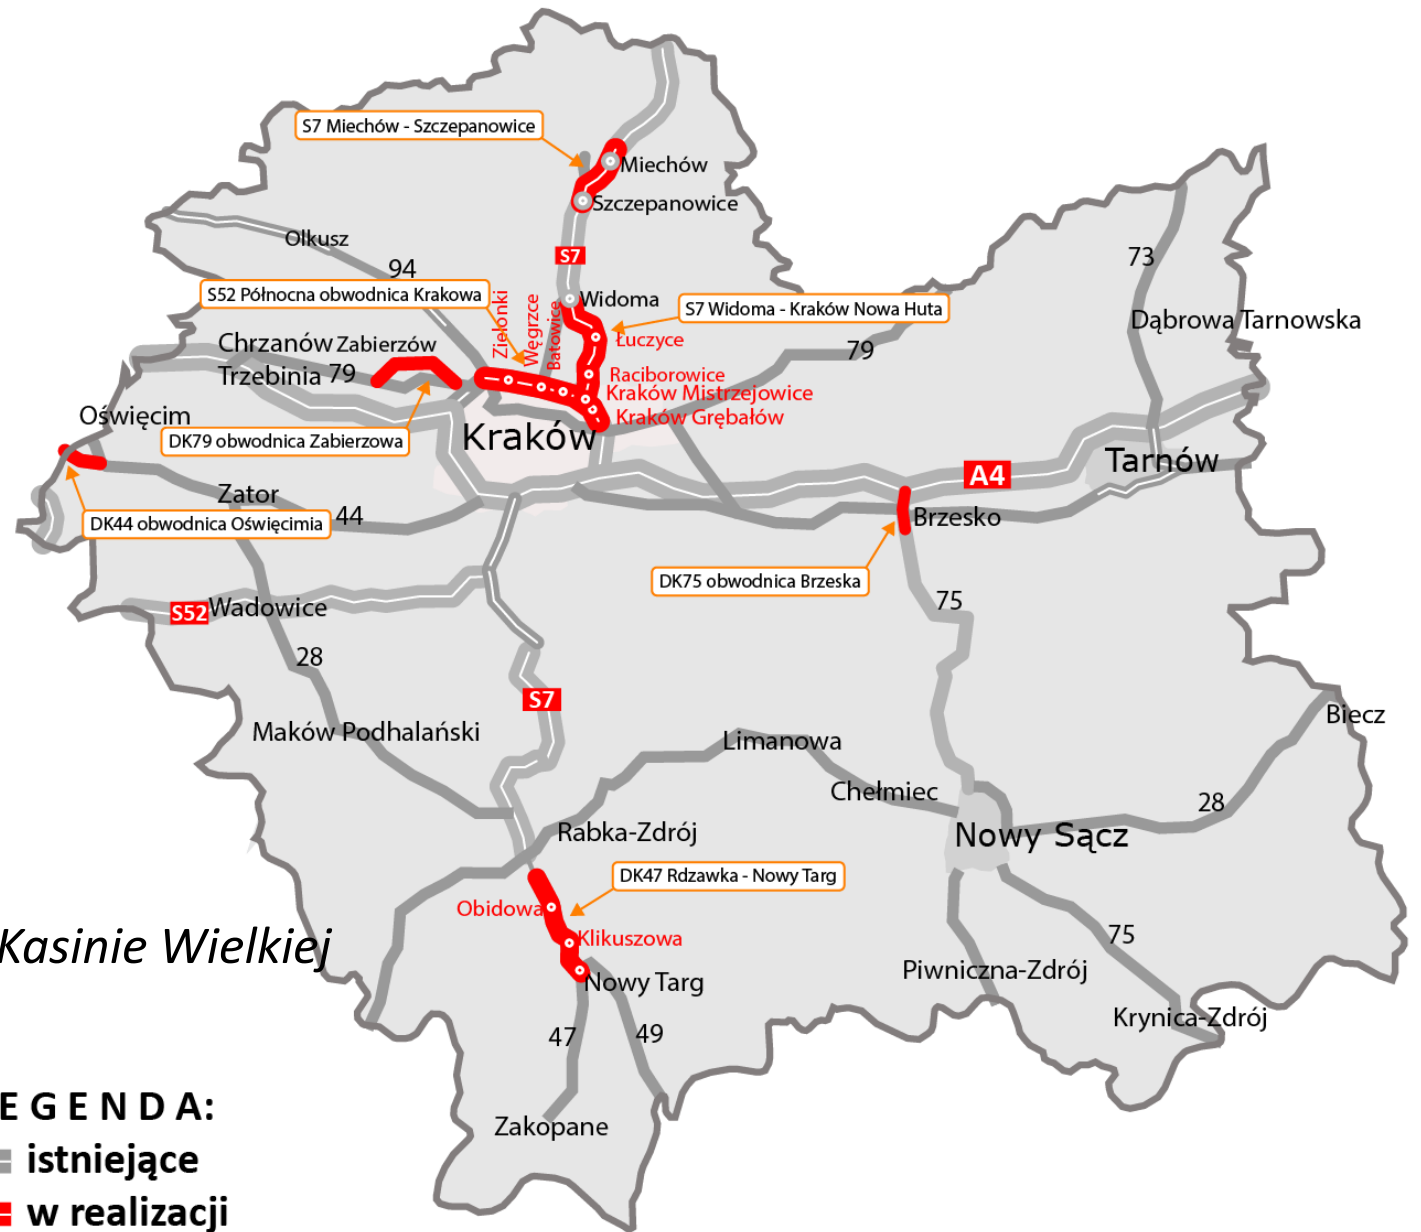 S7 Miechów - Szczepanowice
Miechów
Szczepanowice
Olkusz
S7
94
73
S52 Północna obwodnica Krakowa
Zielonki
Węgrzce
Batowice
Widoma
S7 Widoma - Kraków Nowa Huta
Dąbrowa Tarnowska
Łuczyce
Chrzanów
Zabierzów
79
Trzebinia
79
Raciborowice
Kraków Mistrzejowice
Kraków Grębałów
Oświęcim
DK79 obwodnica Zabierzowa
Kraków
Tarnów
A4
Zator
44
DK44 obwodnica Oświęcimia
Brzesko
DK75 obwodnica Brzeska
75
S52
Wadowice
28
S7
Biecz
Maków Podhalański
Limanowa
Chełmiec
28
Rabka-Zdrój
Nowy Sącz
DK47 Rdzawka - Nowy Targ
Obidowa
Klikuszowa
75
Kasinie Wielkiej
Piwniczna-Zdrój
Nowy Targ
Krynica-Zdrój
47
49
E G E N D A:
Zakopane
istniejące
w realizacji